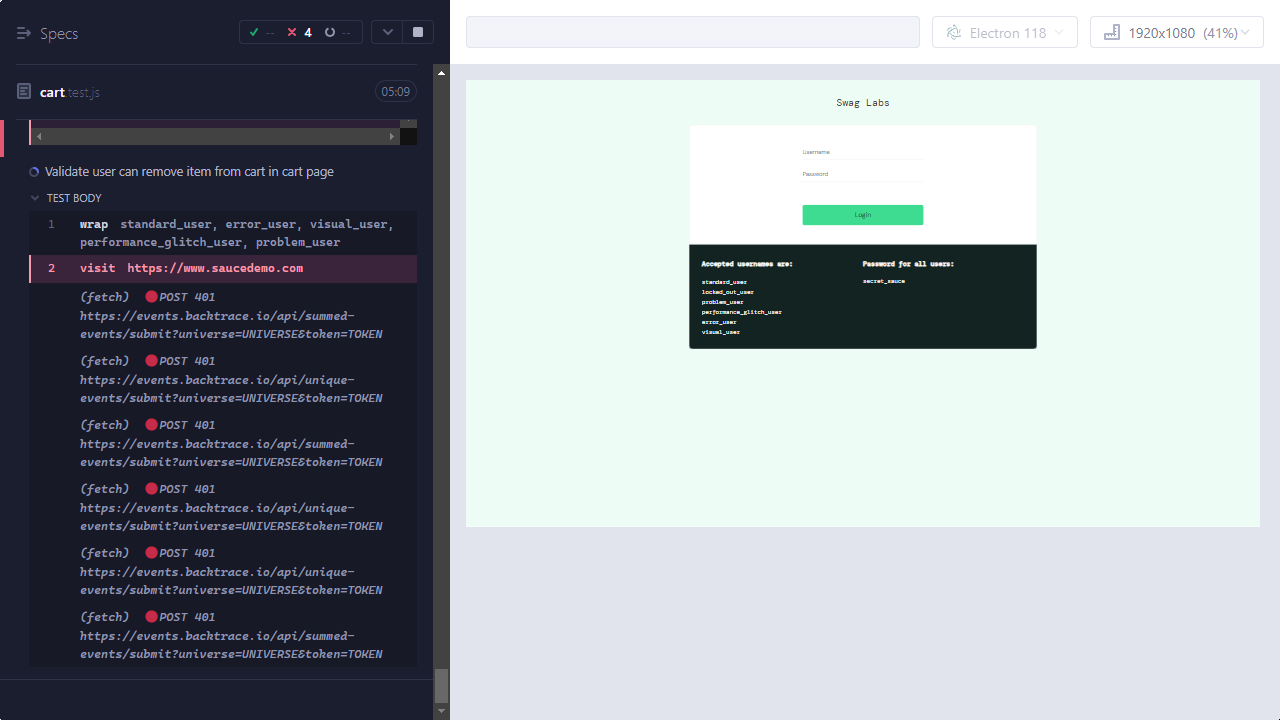 Specs
-- 4 --
cart.test.js
05:09
Validate user can remove item from cart in cart page
TEST BODY
1 wrap standard_user, error_user, visual_user,
performance_glitch_user, problem_user
2 visit https://www.saucedemo.com
(fetch) POST 401
https://events.backtrace.io/api/summed-
events/submit?universe=UNIVERSE&token=TOKEN
(fetch) POST 401
https://events.backtrace.io/api/unique-
events/submit?universe=UNIVERSE&token=TOKEN
(fetch) POST 401
https://events.backtrace.io/api/summed-
events/submit?universe=UNIVERSE&token=TOKEN
(fetch) POST 401
https://events.backtrace.io/api/unique-
events/submit?universe=UNIVERSE&token=TOKEN
(fetch) POST 401
https://events.backtrace.io/api/unique-
events/submit?universe=UNIVERSE&token=TOKEN
(fetch) POST 401
https://events.backtrace.io/api/summed-
events/submit?universe=UNIVERSE&token=TOKEN
Electron 118
1920x1080 (41%)
Swag Labs
Username
Password
Login
Accepted usernames are:
standard_user
locked_out_user
problem_user
performance_glitch_user
error_user
visual_user
Password for all users:
secret_sauce